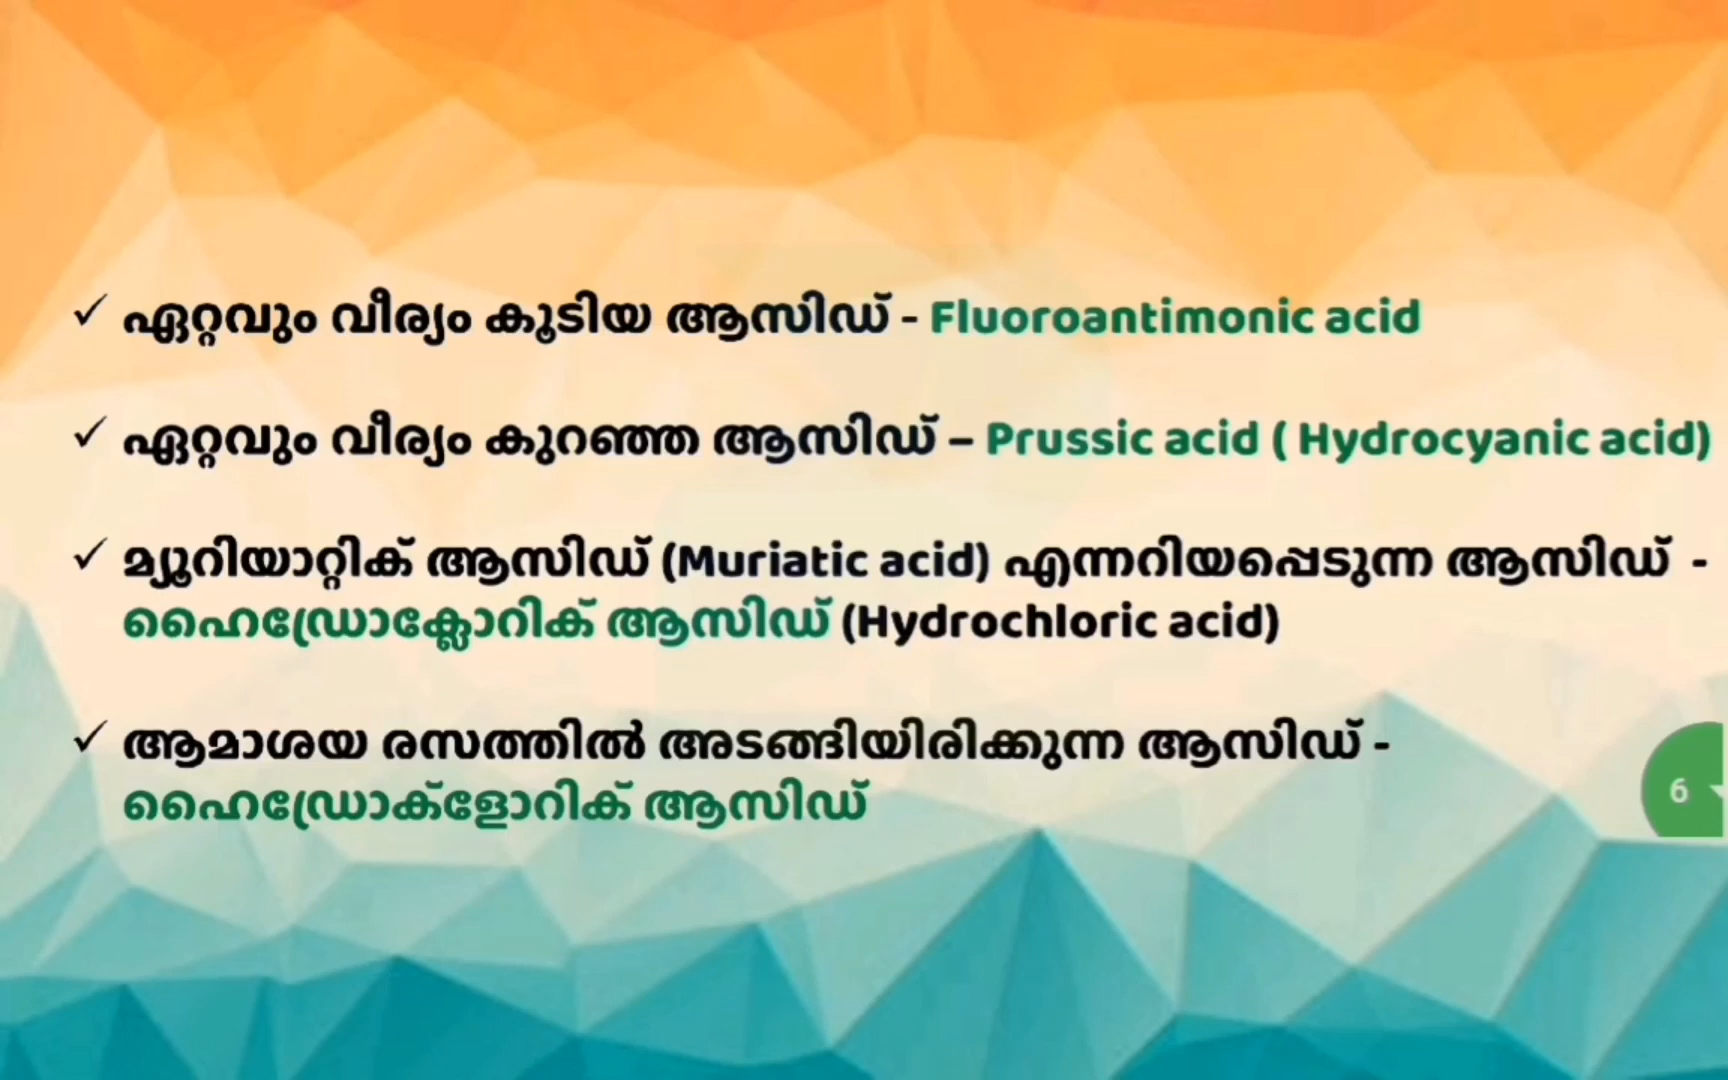 ✓ ഏറ്റവും വീര്യം കൂടിയ ആസിഡ് - Fluoroantimonic acid
✓ ഏറ്റവും വീര്യം കുറഞ്ഞ ആസിഡ് – Prussic acid ( Hydrocyanic acid)
✓ മ്യൂറിയാറ്റിക് ആസിഡ് (Muriatic acid) എന്നറിയപ്പെടുന്ന ആസിഡ് -
ഹൈഡ്രോക്ലോറിക് ആസിഡ് (Hydrochloric acid)
✓ ആമാശയ രസത്തിൽ അടങ്ങിയിരിക്കുന്ന ആസിഡ് -
ഹൈഡ്രോക്ളോറിക് ആസിഡ്
6